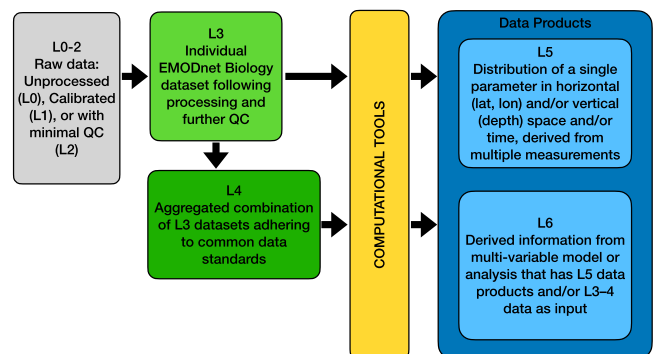 L0-2
Raw data:
Unprocessed
(L0), Calibrated
(L1), or with
minimal QC
(L2)
L3
Individual
EMODnet Biology
dataset following
processing and
further QC
L4
Aggregated combination
of L3 datasets adhering
to common data
standards
COMPUTATIONAL TOOLS
Data Products
L5
Distribution of a single
parameter in horizontal
(lat, lon) and/or vertical
(depth) space and/or
time, derived from
multiple measurements
L6
Derived information from
multi-variable model or
analysis that has L5 data
products and/or L3–4
data as input